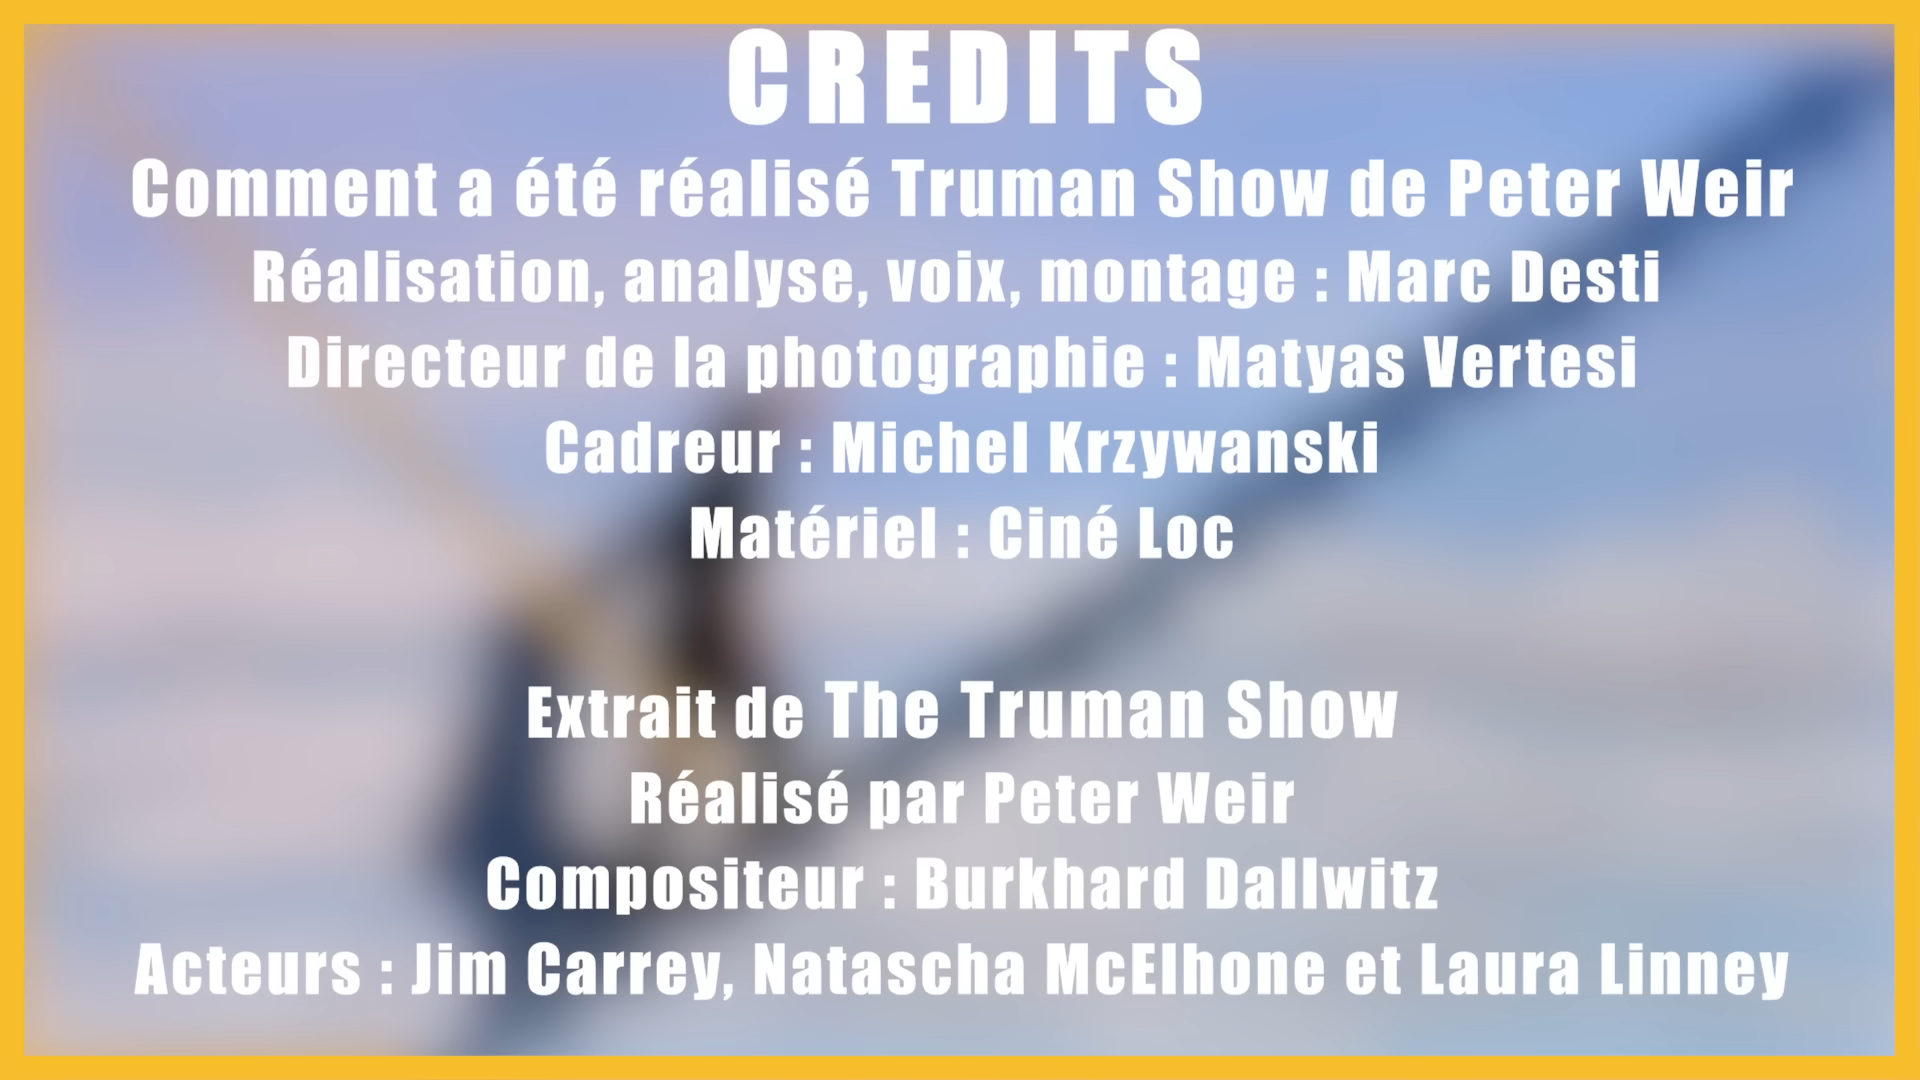 CREDITS
Comment a été réalisé Truman Show de Peter Weir
Réalisation, analyse, voix, montage : Marc Desti
Directeur de la photographie : Matyas Vertesi
Cadreur : Michel Krzywanski
Matériel : Ciné Loc
Extrait de The Truman Show
Réalisé par Peter Weir
Compositeur : Burkhard Dallwitz
Acteurs : Jim Carrey, Natascha McElhone et Laura Linney